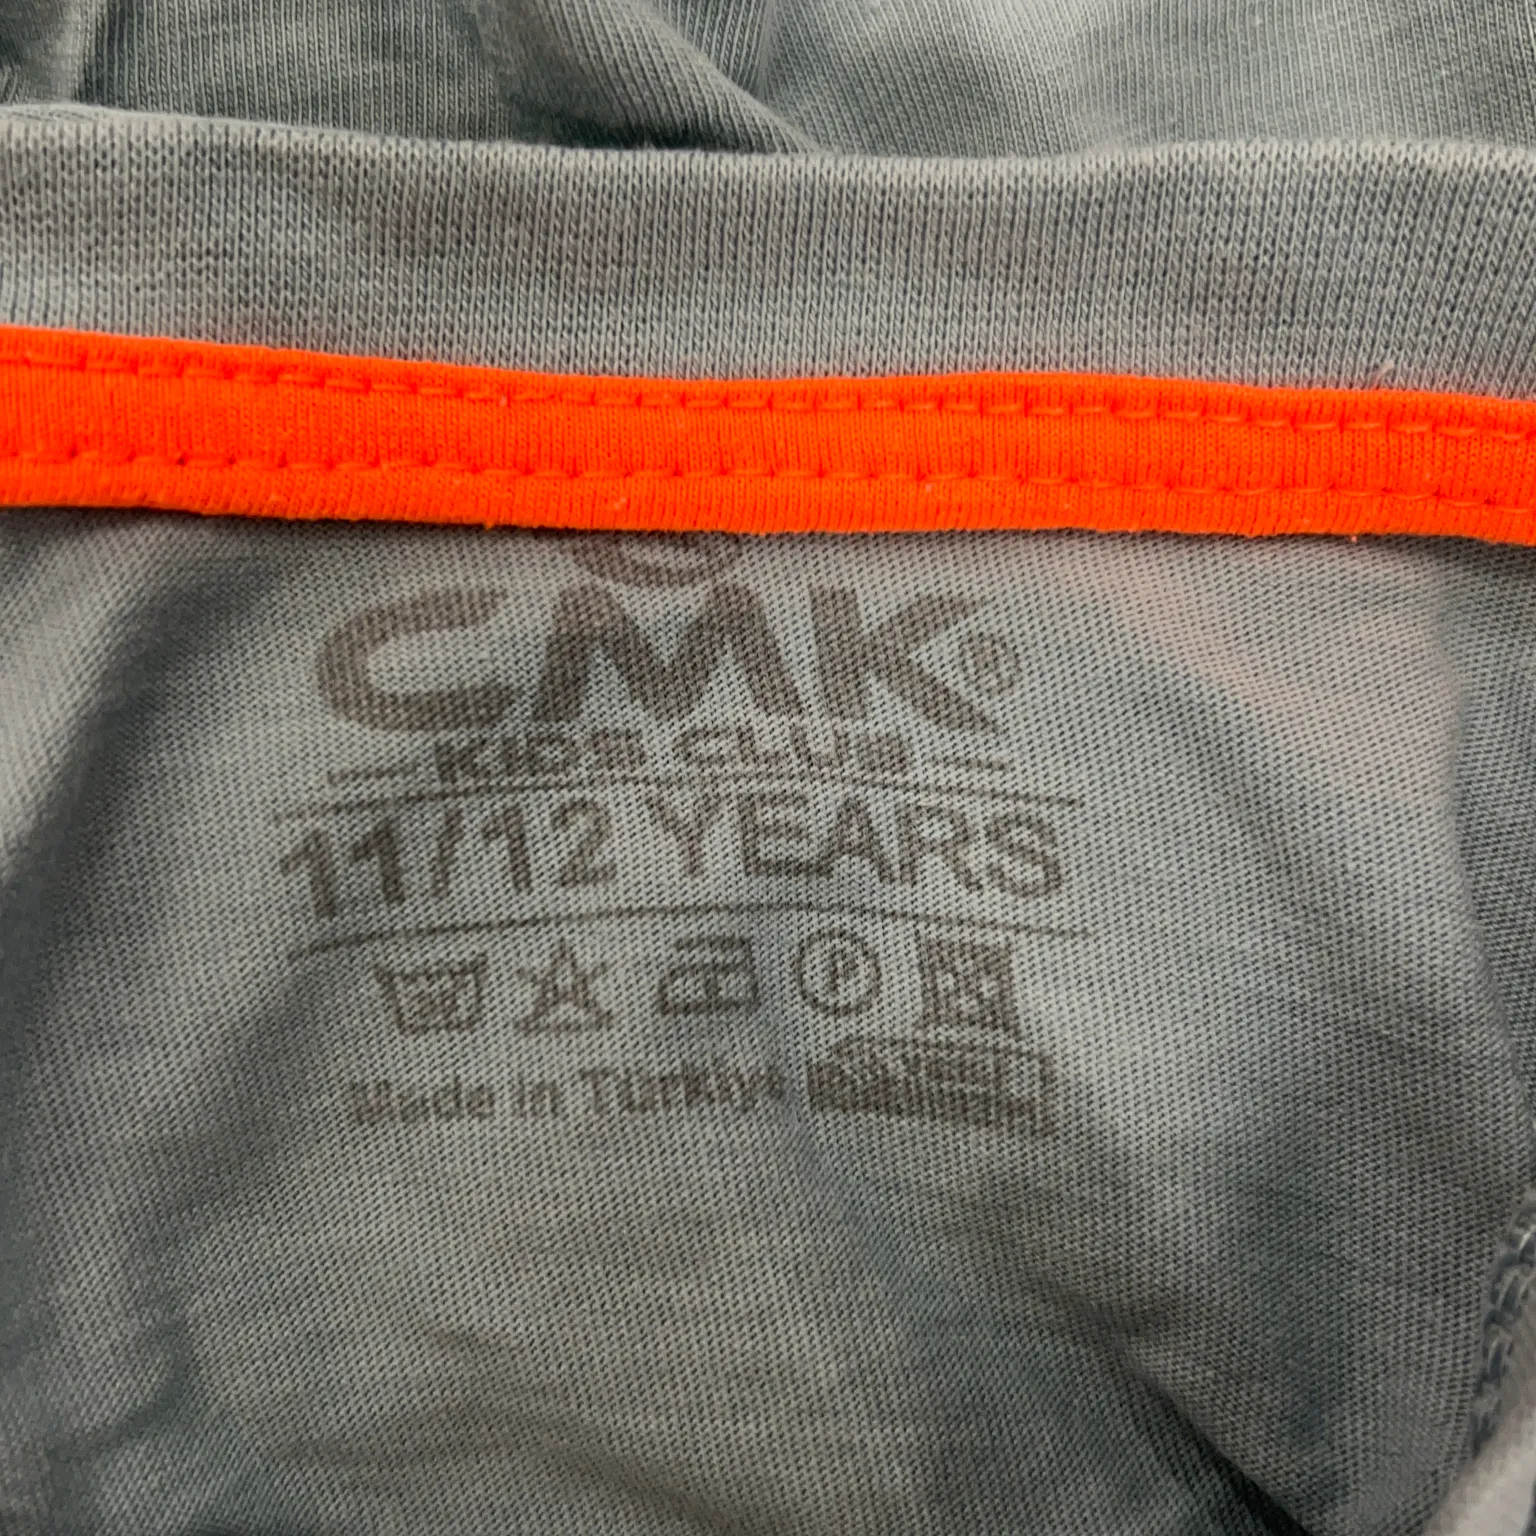 CMK®
KIDS CLUB
11/12 YEARS
P
Made in Türkiye